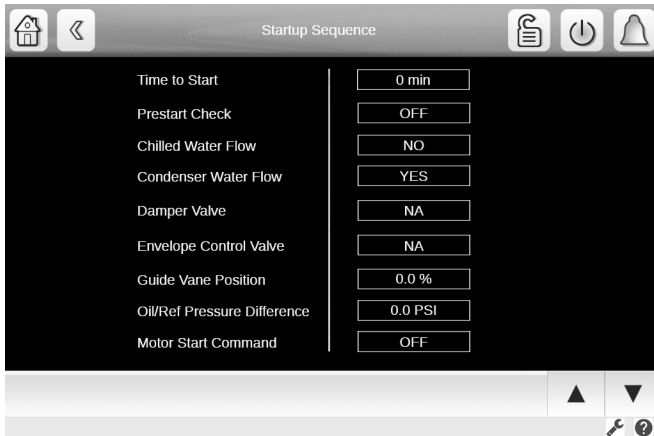 Startup Sequence
Time to Start 0 min
Prestart Check OFF
Chilled Water Flow NO
Condenser Water Flow YES
Damper Valve NA
Envelope Control Valve NA
Guide Vane Position 0.0 %
Oil/Ref Pressure Difference 0.0 PSI
Motor Start Command OFF